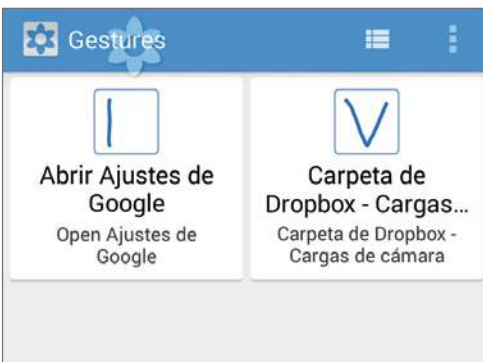 Gestures
Abrir Ajustes de
Google
Open Ajustes de
Google
Carpeta de
Dropbox - Cargas...
Carpeta de Dropbox -
Cargas de cámara